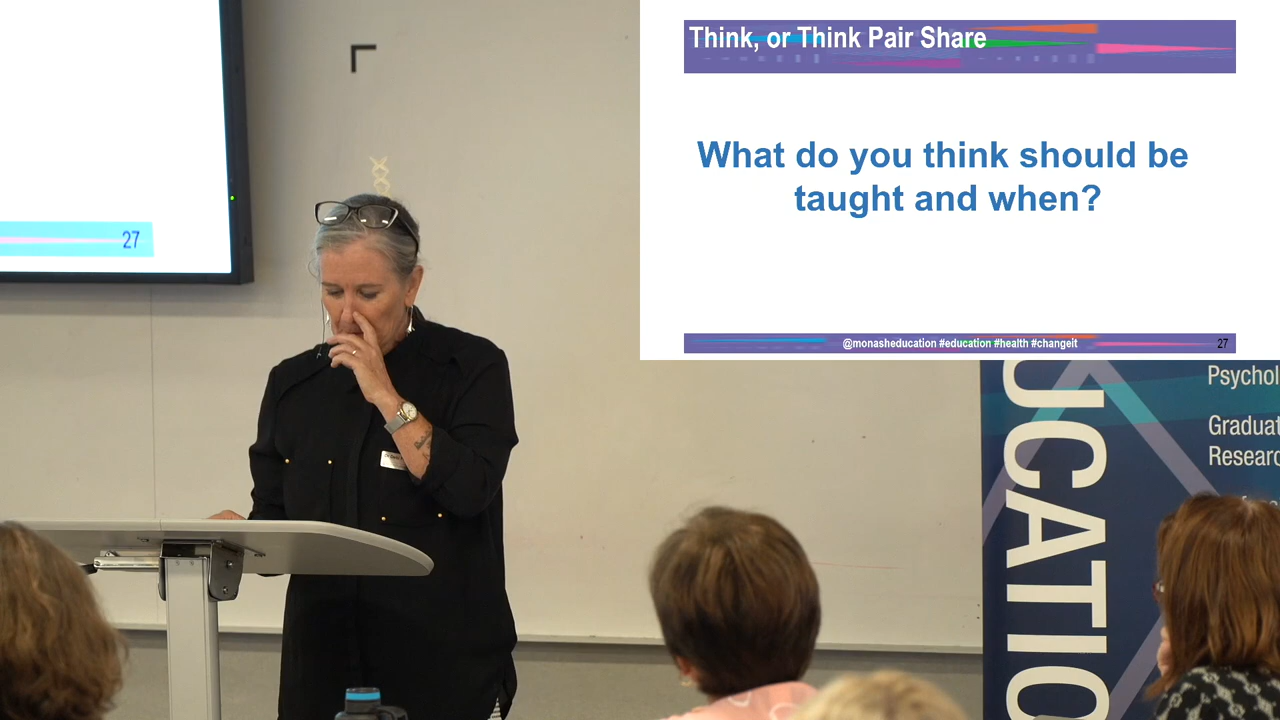 Think, or Think Pair Share
What do you think should be
taught and when?
@monasheducation #education #health #changeit
27
27
UCATIO
Psychol
Graduat
Researc